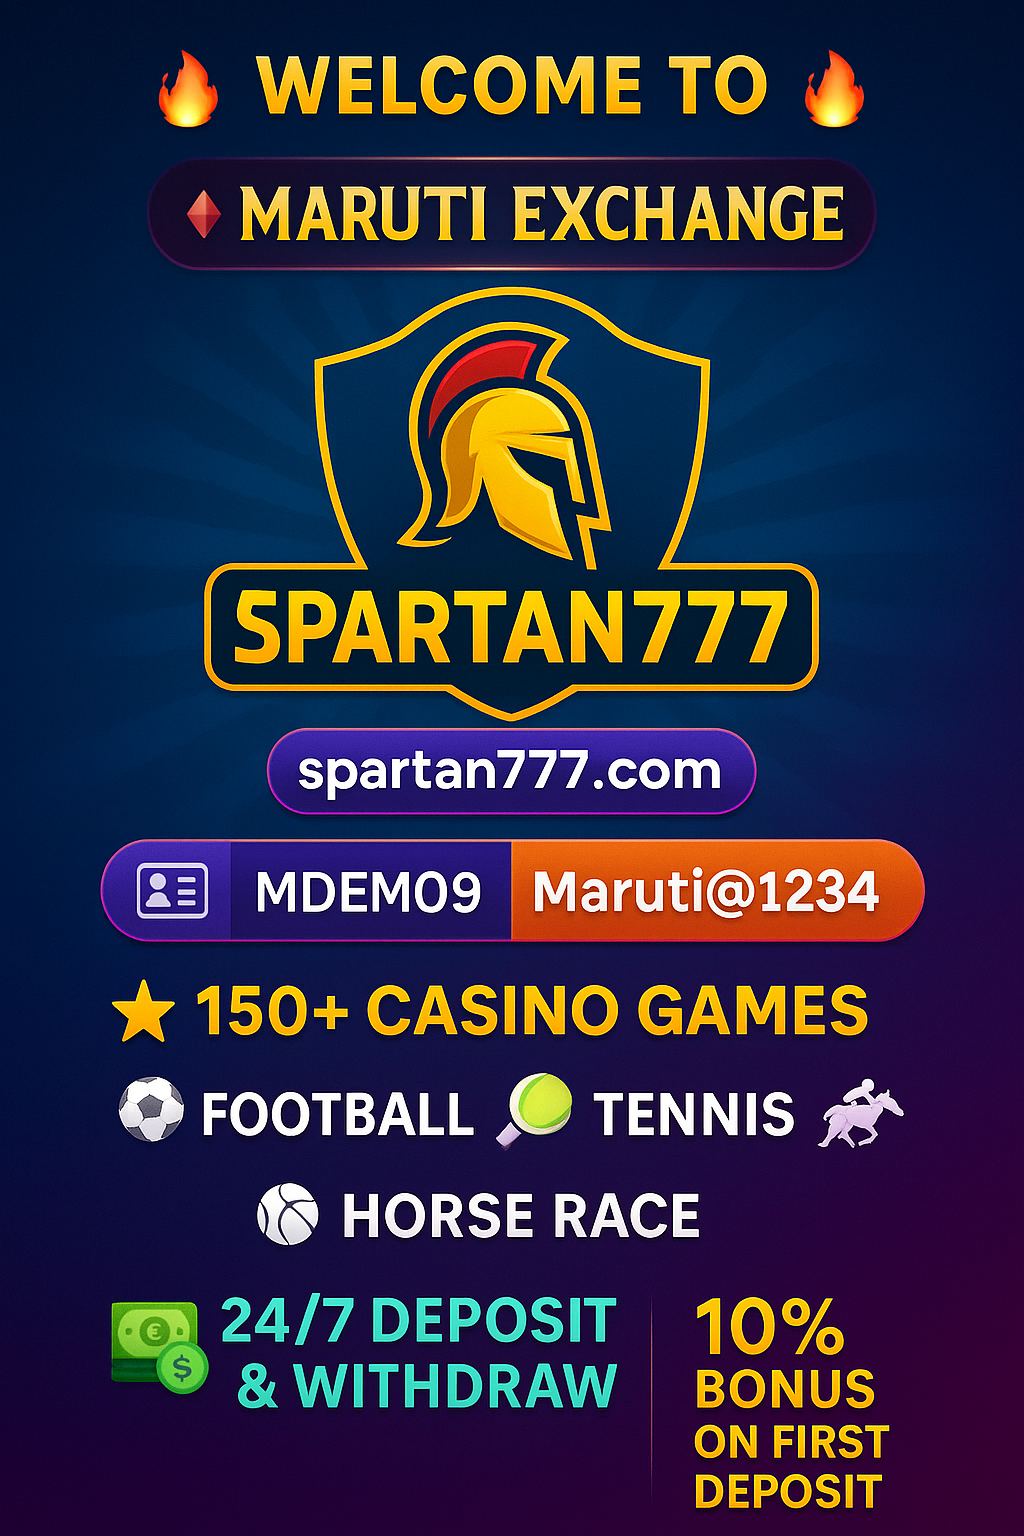 WELCOME TO
MARUTI EXCHANGE
SPARTAN777
spartan777.com
MDEM09 Maruti@1234
150+ CASINO GAMES
FOOTBALL TENNIS
HORSE RACE
24/7 DEPOSIT
& WITHDRAW
10%
BONUS
ON FIRST
DEPOSIT